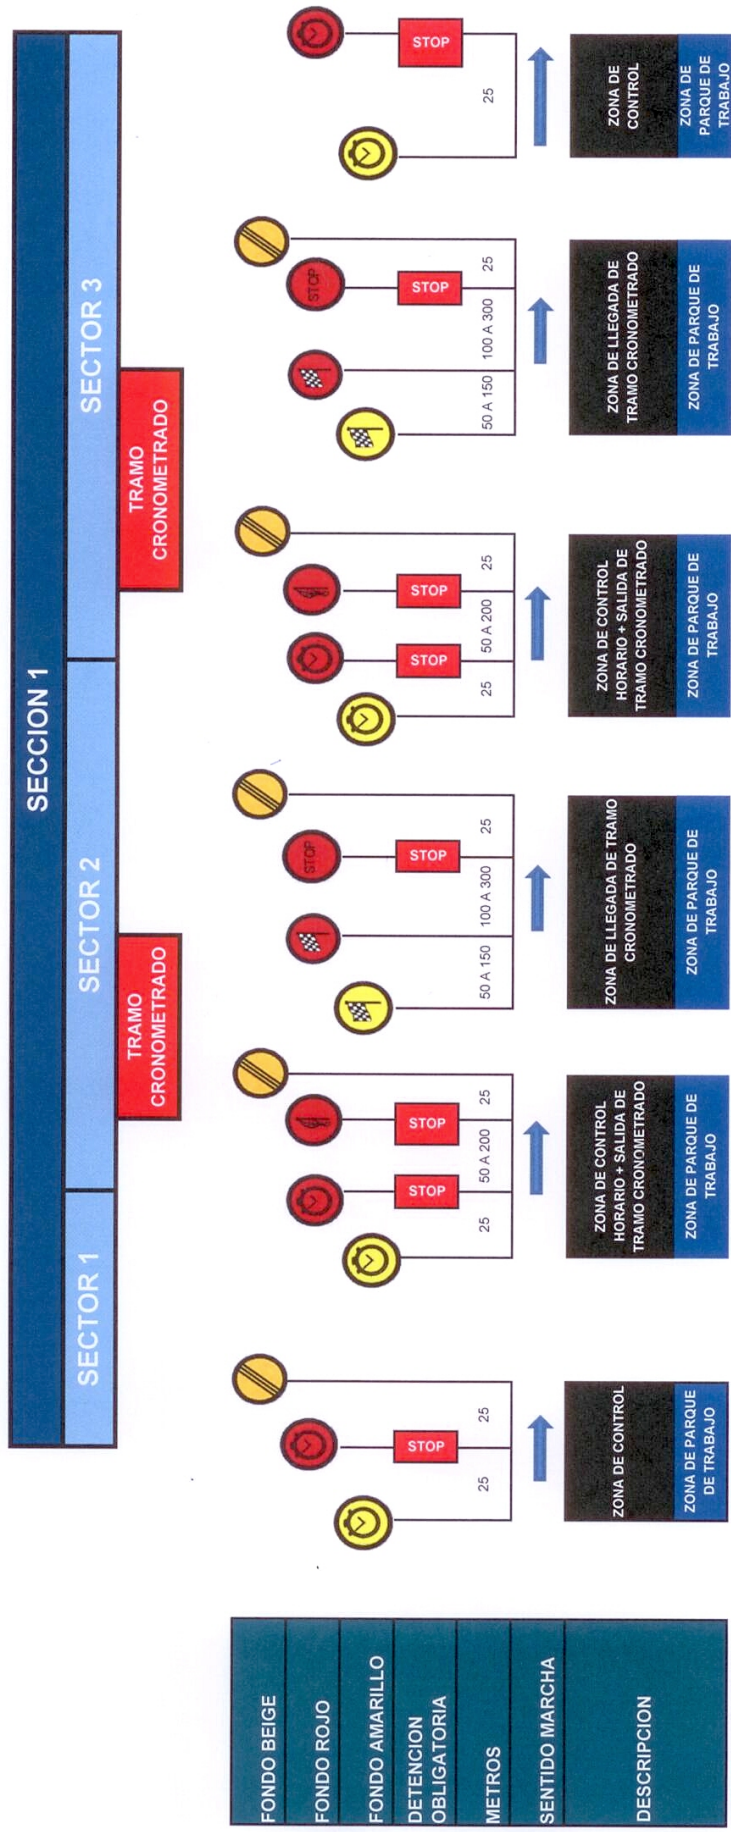 SECCION 1
SECTOR 1
SECTOR 2
SECTOR 3
TRAMO
CRONOMETRADO
TRAMO
CRONOMETRADO
FONDO BEIGE
FONDO ROJO
STOP
STOP
FONDO AMARILLO
DETENCION
OBLIGATORIA
STOP
STOP
STOP
STOP
STOP
STOP
STOP
STOP
METROS
25
25
25
50 A 200
25
50 A 150
100 A 300
25
25
50 A 200
25
50 A 150
100 A 300
25
25
SENTIDO MARCHA
DESCRIPCION
ZONA DE CONTROL
ZONA DE PARQUE
DE TRABAJO
ZONA DE CONTROL
HORARIO + SALIDA DE
TRAMO CRONOMETRADO
ZONA DE PARQUE DE
TRABAJO
ZONA DE LLEGADA DE TRAMO
CRONOMETRADO
ZONA DE PARQUE DE
TRABAJO
ZONA DE CONTROL
HORARIO + SALIDA DE
TRAMO CRONOMETRADO
ZONA DE PARQUE DE
TRABAJO
ZONA DE LLEGADA DE
TRAMO CRONOMETRADO
ZONA DE PARQUE DE
TRABAJO
ZONA DE
CONTROL
ZONA DE
PARQUE DE
TRABAJO